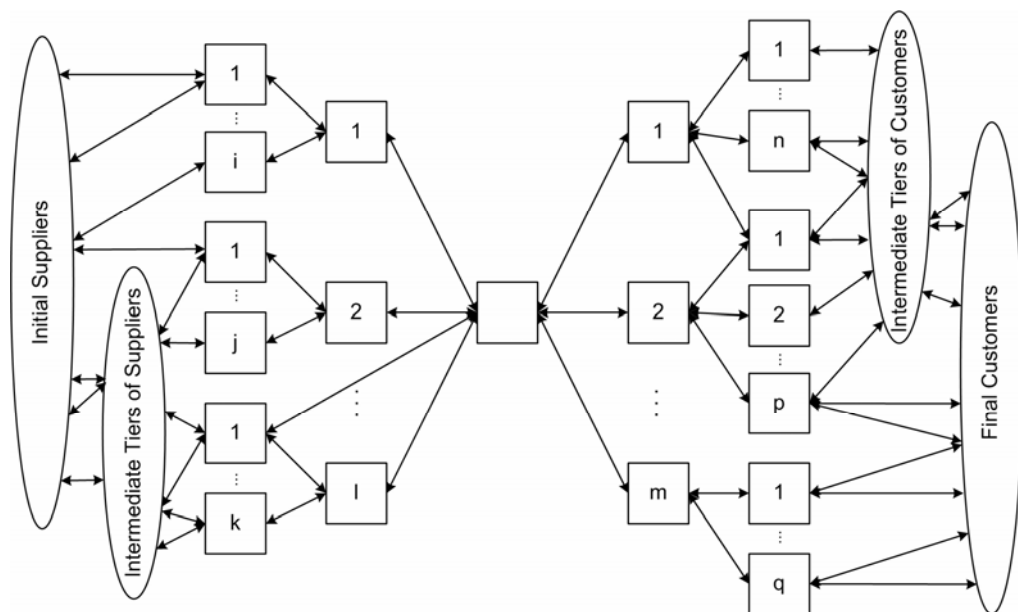 Initial Suppliers
Intermediate Tiers of Suppliers
1
i
1
j
1
k
1
2
l
1
2
m
1
n
1
2
p
1
q
Intermediate Tiers of Customers
Final Customers